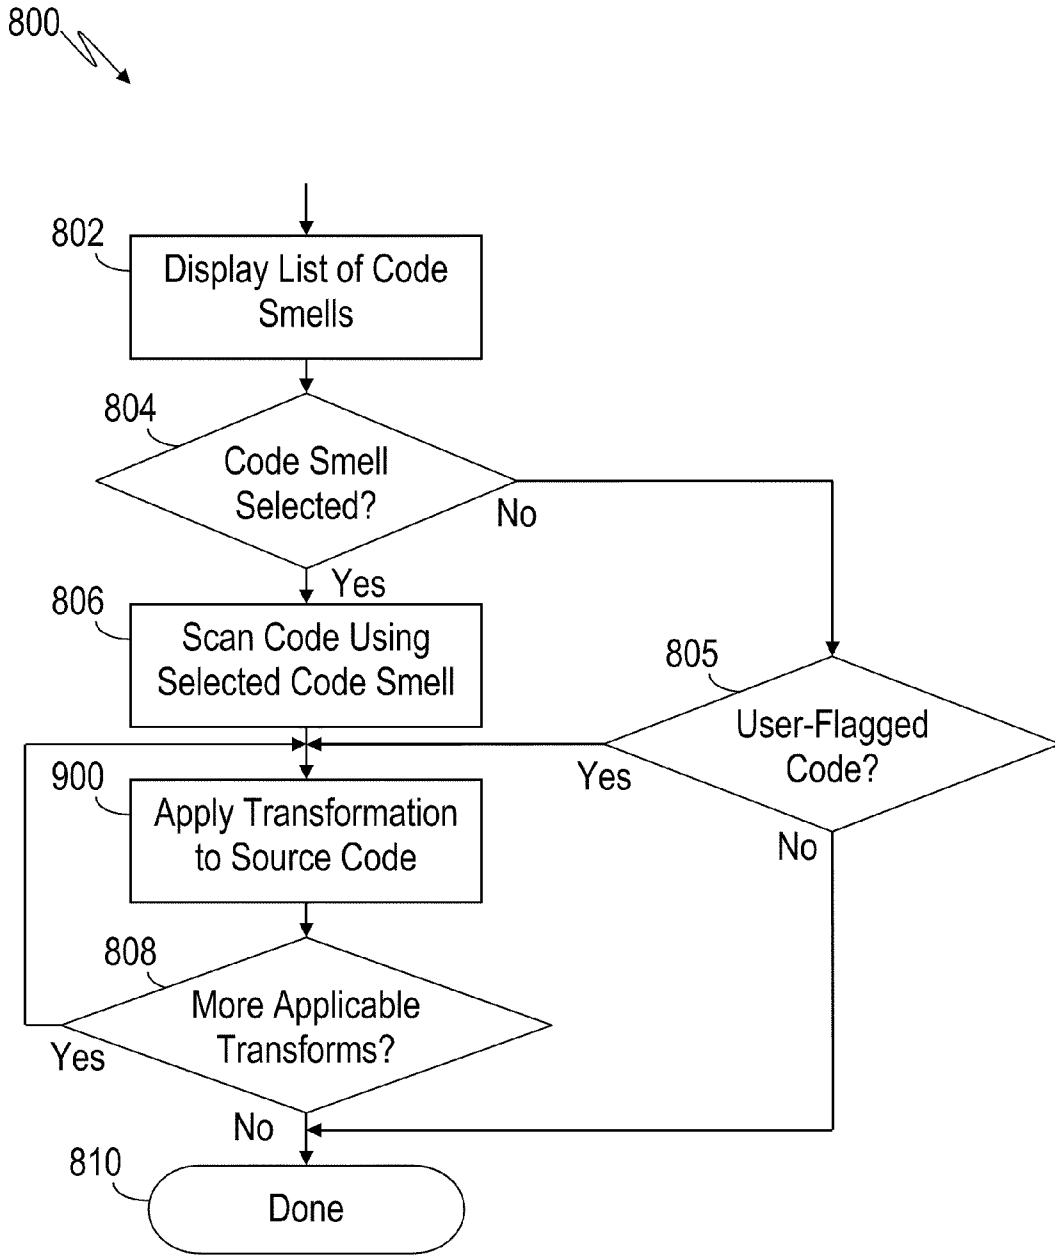 800
802
Display List of Code
Smells
804
Code Smell
Selected?
No
Yes
806
Scan Code Using
Selected Code Smell
805
User-Flagged
Code?
Yes
No
900
Apply Transformation
to Source Code
808
More Applicable
Transforms?
Yes
No
810
Done